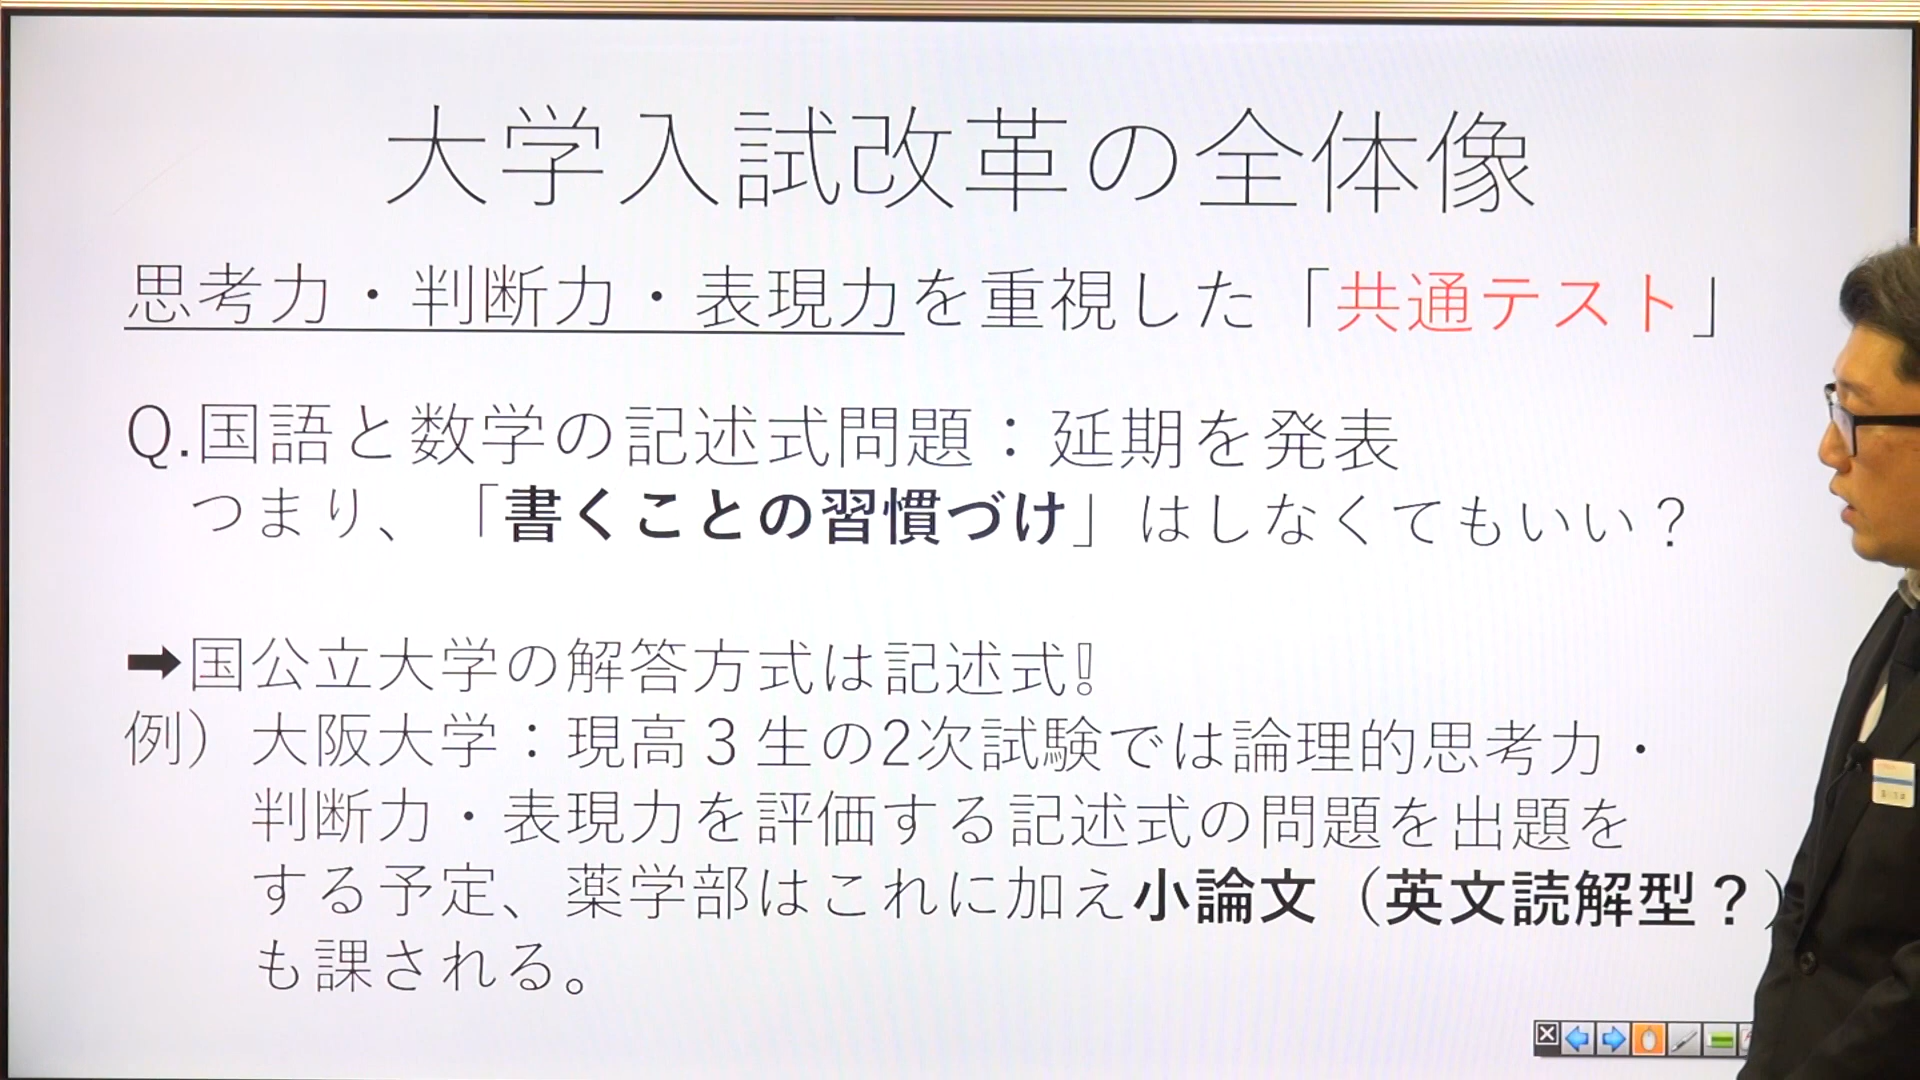 大学入試改革の全体像
思考力・判断力・表現力を重視した「共通テスト」
Q.国語と数学の記述式問題：延期を発表
つまり、「書くことの習慣づけ」はしなくてもいい？
➡国公立大学の解答方式は記述式！
例）大阪大学：現高３生の2次試験では論理的思考力・
判断力・表現力を評価する記述式の問題を出題を
する予定、薬学部はこれに加え小論文（英文読解型？）
も課される。